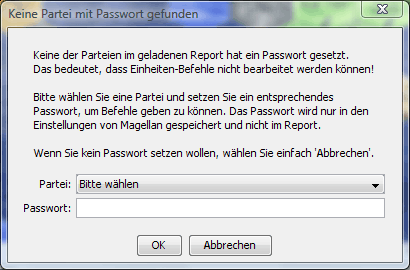 Keine Partei mit Passwort gefunden
Keine der Parteien im geladenen Report hat ein Passwort gesetzt.
Das bedeutet, dass Einheiten-Befehle nicht bearbeitet werden können!
Bitte wählen Sie eine Partei und setzen Sie ein entsprechendes
Passwort, um Befehle geben zu können. Das Passwort wird nur in den
Einstellungen von Magellan gespeichert und nicht im Report.
Wenn Sie kein Passwort setzen wollen, wählen Sie einfach 'Abbrechen'.
Partei: Bitte wählen
Passwort:
OK Abbrechen